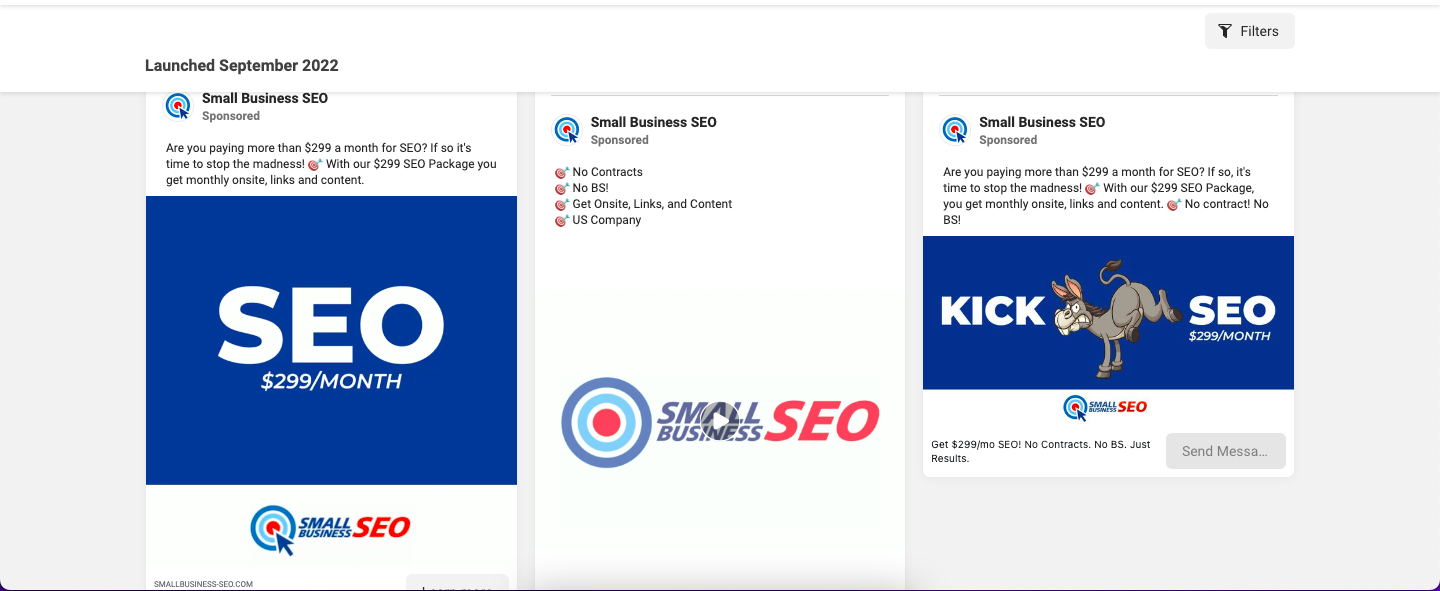 Filters
Launched September 2022
Small Business SEO
Sponsored
Are you paying more than $299 a month for SEO? If so it's
time to stop the madness! 🎯 With our $299 SEO Package you
get monthly onsite, links and content.
SEO
$299/MONTH
SMALL
BUSINESS SEO
SMALLBUSINESS-SEO.COM
Learn more
Small Business SEO
Sponsored
🎯 No Contracts
🎯 No BS!
🎯 Get Onsite, Links, and Content
🎯 US Company
SMALL
BUSINESS SEO
Small Business SEO
Sponsored
Are you paying more than $299 a month for SEO? If so, it's
time to stop the madness! 🎯 With our $299 SEO Package,
you get monthly onsite, links and content. 🎯 No contract! No
BS!
KICK SEO
$299/MONTH
SMALL
BUSINESS SEO
Get $299/mo SEO! No Contracts. No BS. Just
Results.
Send Messa...